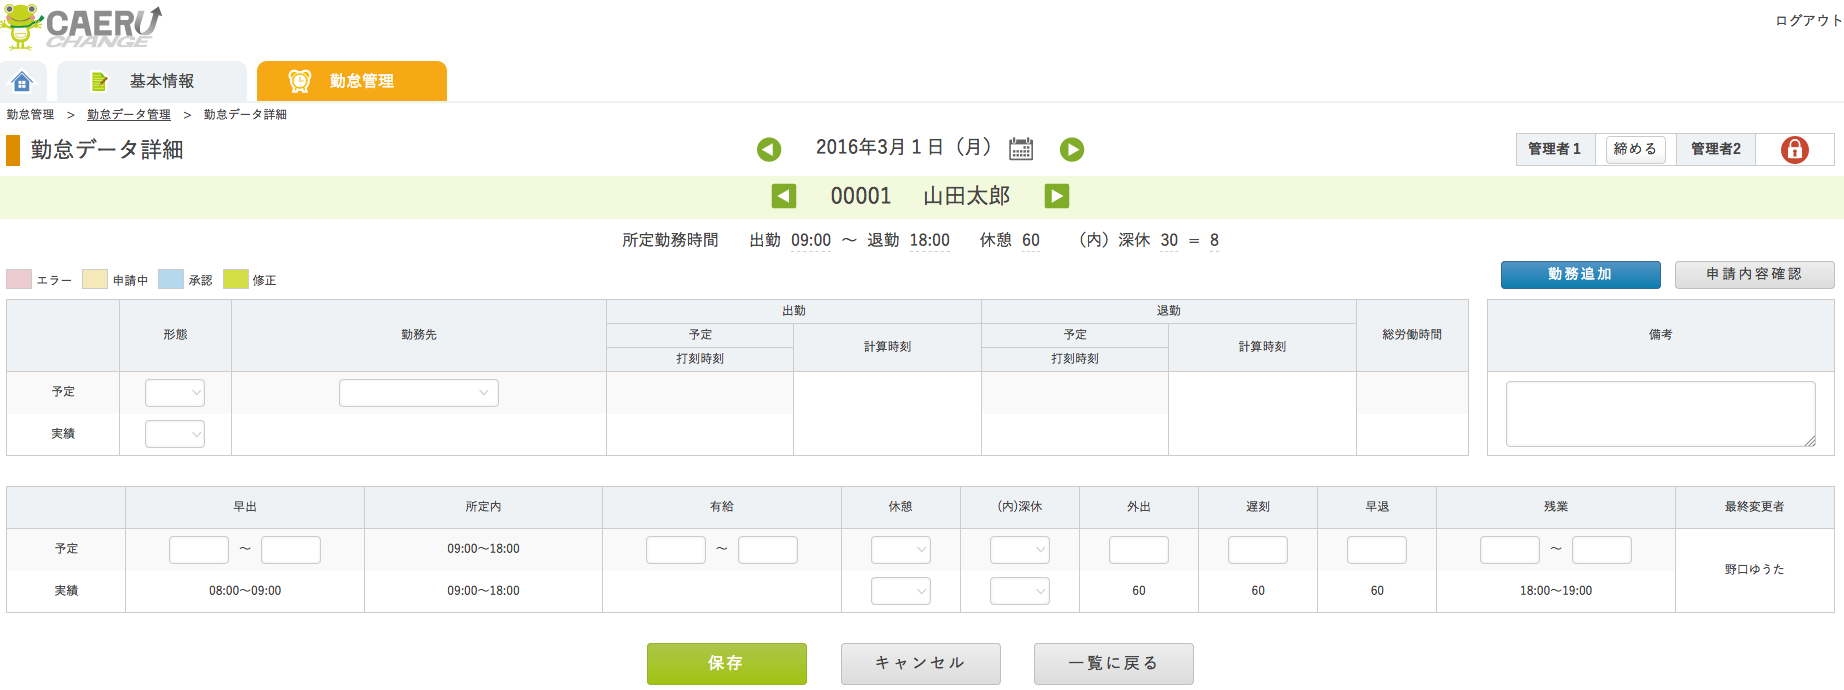 CAERU
CHANGE
ログアウト
基本情報
勤怠管理
勤怠管理 > 勤怠データ管理 > 勤怠データ詳細
勤怠データ詳細
2016年3月1日（月）
管理者1 締める 管理者2
00001 山田太郎
所定勤務時間 出勤 09:00 ～ 退勤 18:00 休憩 60 （内）深休 30 = 8
エラー 申請中 承認 修正
勤務追加 申請内容確認
形態 勤務先 出勤 退勤 総労働時間 備考
予定 計算時刻 予定 計算時刻
打刻時刻 打刻時刻
予定
実績
早出 所定内 有給 休憩 (内)深休 外出 遅刻 早退 残業 最終変更者
予定 ～ 09:00～18:00 ～ ～
実績 08:00～09:00 09:00～18:00 60 60 60 18:00～19:00
野口ゆうた
保存 キャンセル 一覧に戻る